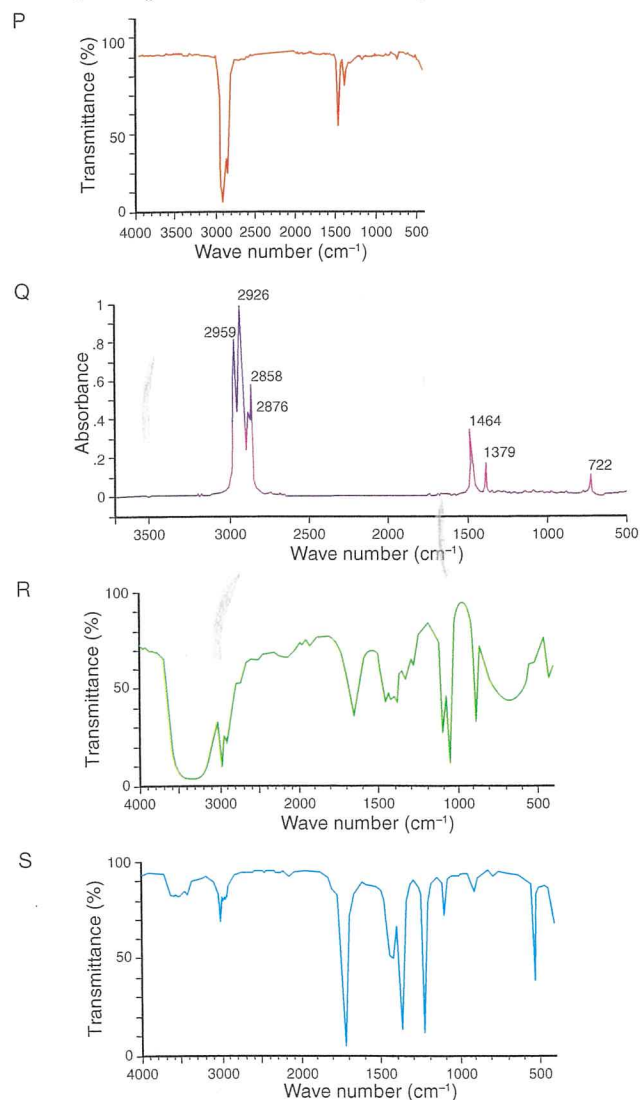 P
Transmittance (%)
100
50
0
4000 3500 3000 2500 2000 1500 1000 500
Wave number (cm⁻¹)
Q
Absorbance
1
.8
.6
.4
.2
0
2926
2959
2858
2876
1464
1379
722
3500 3000 2500 2000 1500 1000 500
Wave number (cm⁻¹)
R
Transmittance (%)
100
50
0
4000 3000 2000 1500 1000 500
Wave number (cm⁻¹)
S
Transmittance (%)
100
50
0
4000 3000 2000 1500 1000 500
Wave number (cm⁻¹)